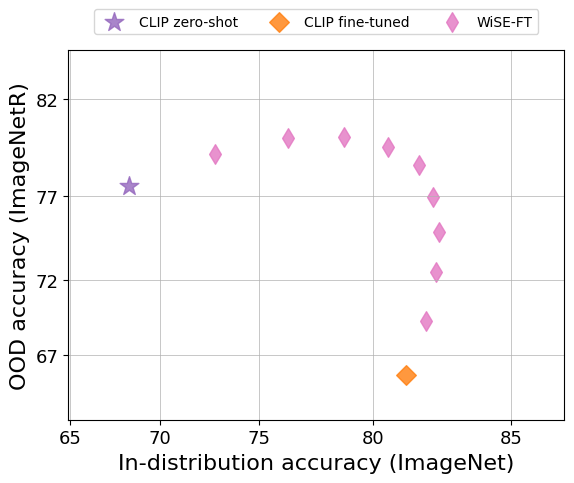 CLIP zero-shot CLIP fine-tuned WiSE-FT
OOD accuracy (ImageNetR)
82
77
72
67
65 70 75 80 85
In-distribution accuracy (ImageNet)